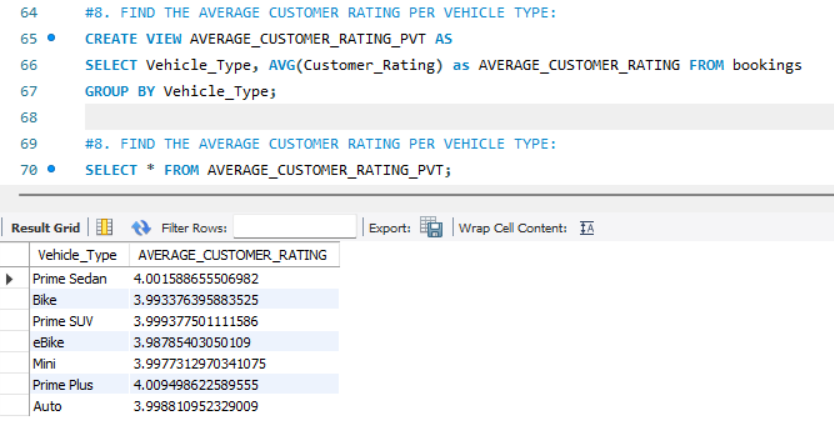 64 #8. FIND THE AVERAGE CUSTOMER RATING PER VEHICLE TYPE:
65 CREATE VIEW AVERAGE_CUSTOMER_RATING_PVT AS
66 SELECT Vehicle_Type, AVG(Customer_Rating) as AVERAGE_CUSTOMER_RATING FROM bookings
67 GROUP BY Vehicle_Type;
68
69 #8. FIND THE AVERAGE CUSTOMER RATING PER VEHICLE TYPE:
70 SELECT * FROM AVERAGE_CUSTOMER_RATING_PVT;
Result Grid Filter Rows: Export: Wrap Cell Content: IA
Vehicle_Type AVERAGE_CUSTOMER_RATING
Prime Sedan 4.001588655506982
Bike 3.993376395883525
Prime SUV 3.999377501111586
eBike 3.98785403050109
Mini 3.9977312970341075
Prime Plus 4.009498622589555
Auto 3.998810952329009